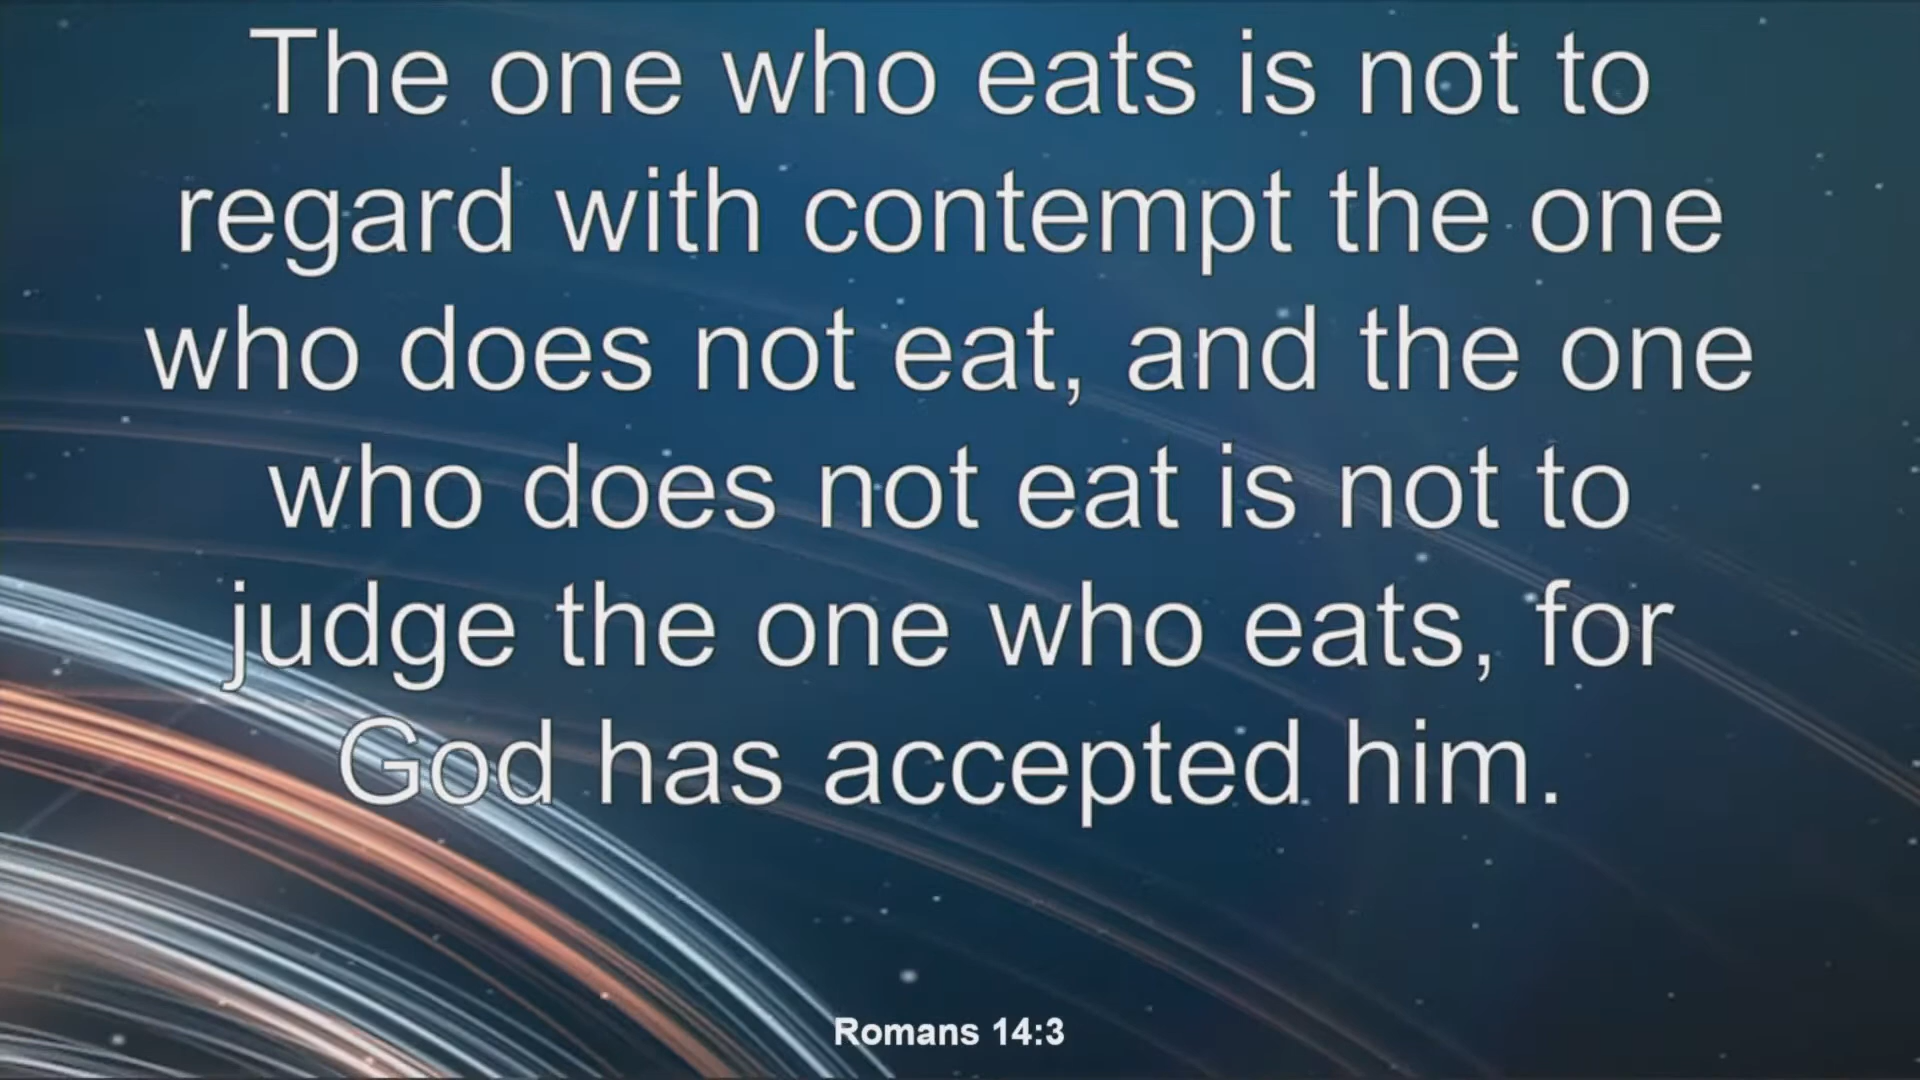 The one who eats is not to
regard with contempt the one
who does not eat, and the one
who does not eat is not to
judge the one who eats, for
God has accepted him.
Romans 14:3